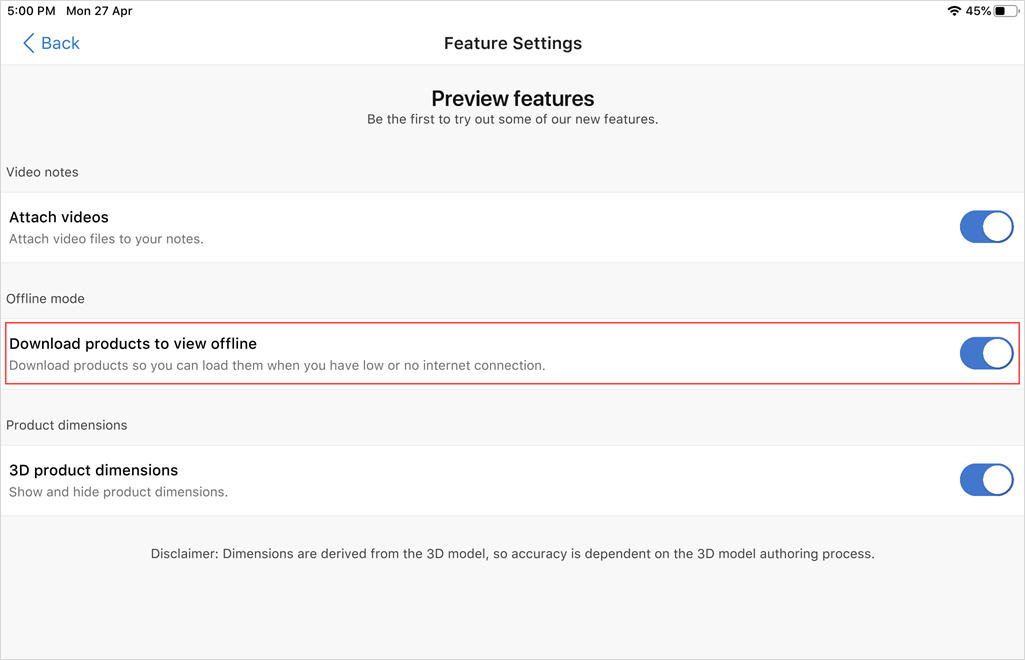 5:00 PM Mon 27 Apr 45%
Back Feature Settings
Preview features
Be the first to try out some of our new features.
Video notes
Attach videos
Attach video files to your notes.
Offline mode
Download products to view offline
Download products so you can load them when you have low or no internet connection.
Product dimensions
3D product dimensions
Show and hide product dimensions.
Disclaimer: Dimensions are derived from the 3D model, so accuracy is dependent on the 3D model authoring process.